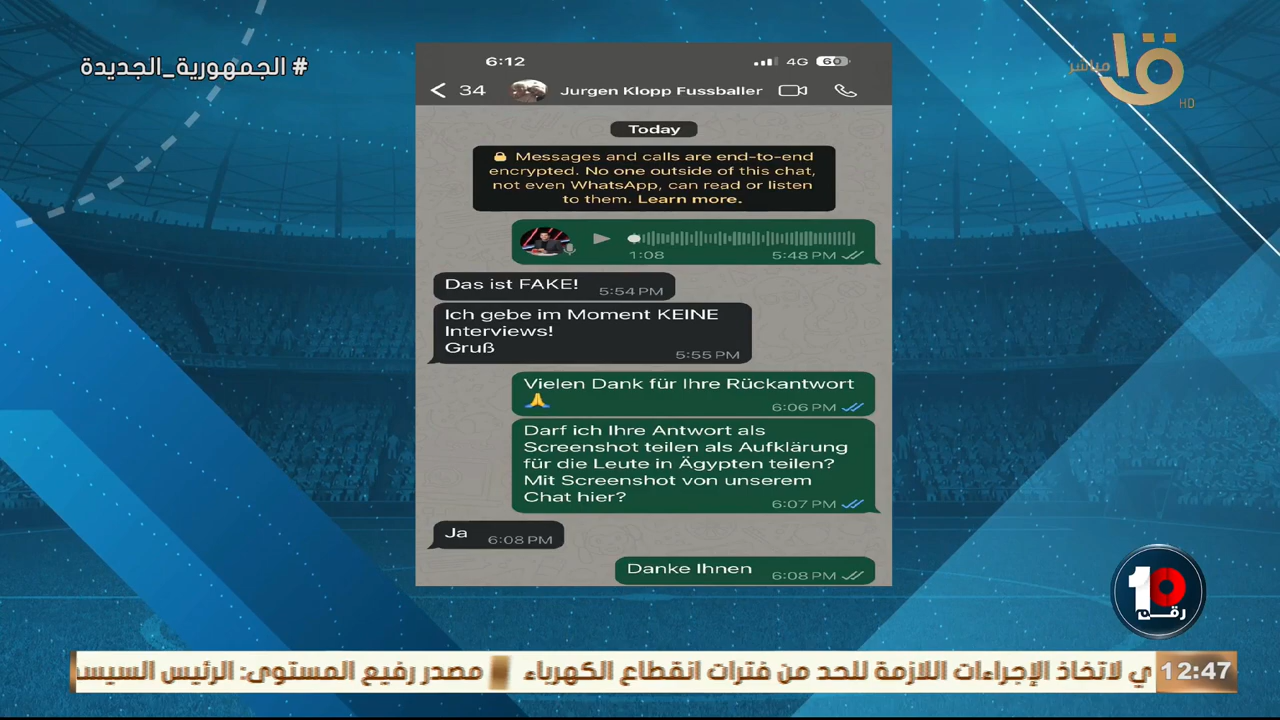 # الجمهورية_الجديدة
مباشر
HD
6:12
4G
60
34
Jurgen Klopp Fussballer
Today
Messages and calls are end-to-end
encrypted. No one outside of this chat,
not even WhatsApp, can read or listen
to them. Learn more.
1:08
5:48 PM
Das ist FAKE!
5:54 PM
Ich gebe im Moment KEINE
Interviews!
Gruß
5:55 PM
Vielen Dank für Ihre Rückantwort
🙏
6:06 PM
Darf ich Ihre Antwort als
Screenshot teilen als Aufklärung
für die Leute in Ägypten teilen?
Mit Screenshot von unserem
Chat hier?
6:07 PM
Ja
6:08 PM
Danke Ihnen
6:08 PM
10
رقم
12:47
ي لاتخاذ الإجراءات اللازمة للحد من فترات انقطاع الكهرباء
مصدر رفيع المستوى: الرئيس السيس